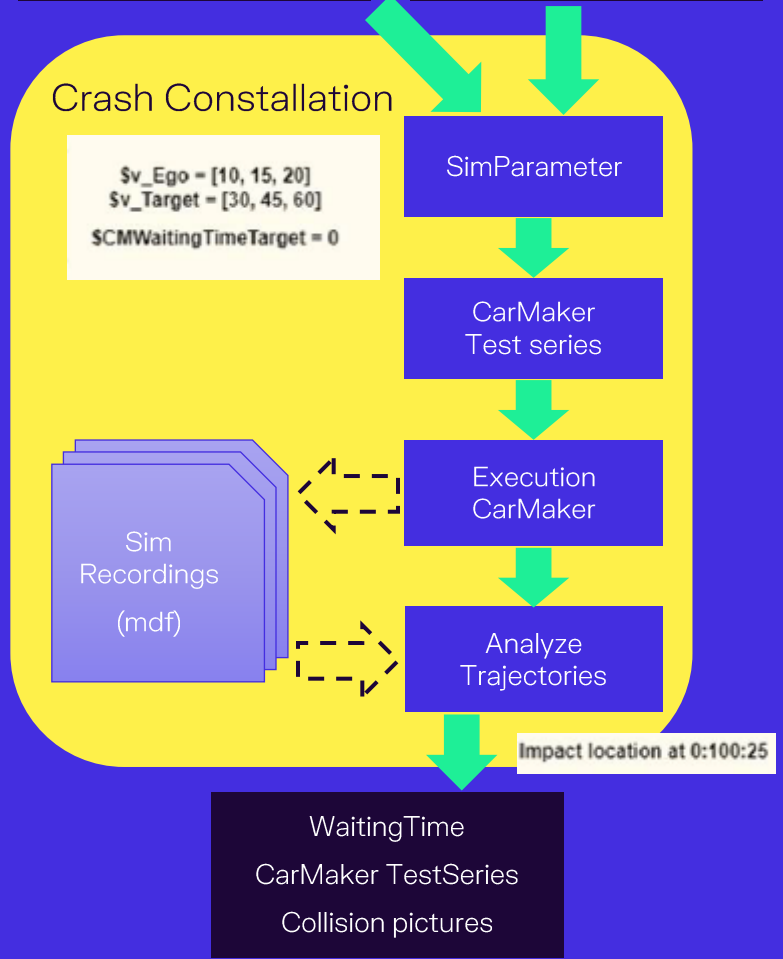 Crash Constallation
$v_Ego = [10, 15, 20]
$v_Target = [30, 45, 60]
$CMWaitingTimeTarget = 0
SimParameter
CarMaker
Test series
Execution
CarMaker
Sim
Recordings
(mdf)
Analyze
Trajectories
Impact location at 0:100:25
WaitingTime
CarMaker TestSeries
Collision pictures